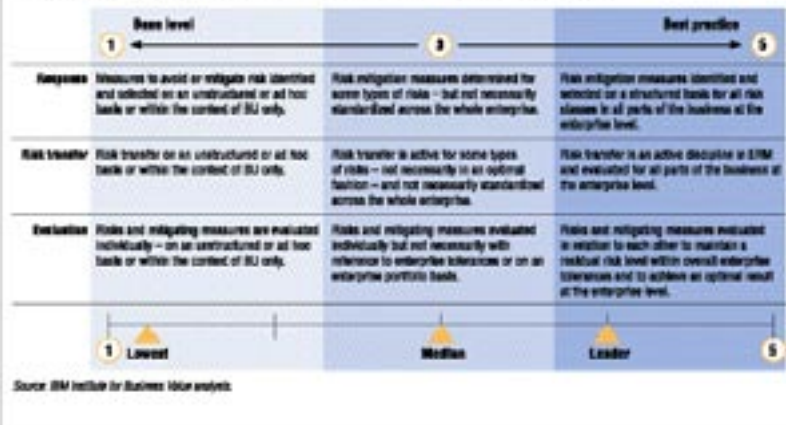 Base level
Best practice
1
3
5
Response
Measures to avoid or mitigate risk identified
and selected on an unstructured or ad hoc
basis or within the context of BU only.
Risk mitigation measures determined for
some types of risks – but not necessarily
standardized across the whole enterprise.
Risk mitigation measures identified and
selected on a structured basis for all risk
classes in all parts of the business at the
enterprise level.
Risk transfer
Risk transfer on an unstructured or ad hoc
basis or within the context of BU only.
Risk transfer is active for some types
of risks – not necessarily in an optimal
fashion – and not necessarily standardized
across the whole enterprise.
Risk transfer is an active discipline in ERM
and evaluated for all parts of the business at
the enterprise level.
Evaluation
Risks and mitigating measures are evaluated
individually – on an unstructured or ad hoc
basis or within the context of BU only.
Risks and mitigating measures evaluated
individually but not necessarily with
reference to enterprise tolerances or on an
enterprise portfolio basis.
Risks and mitigating measures evaluated
in relation to each other to maintain a
residual risk level within overall enterprise
tolerances and to achieve an optimal result
at the enterprise level.
1
Lowest
Median
Leader
5
Source: IBM Institute for Business Value analysis.